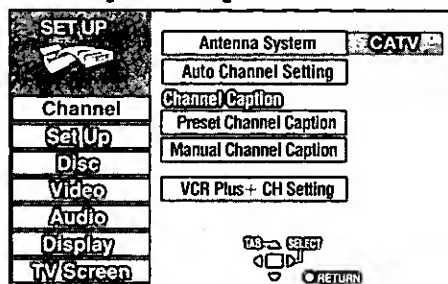 SET UP
Channel
Set Up
Disc
Video
Audio
Display
TV Screen
Antenna System CATV
Auto Channel Setting
Channel Caption
Preset Channel Caption
Manual Channel Caption
VCR Plus+ CH Setting
TAB SELECT
RETURN